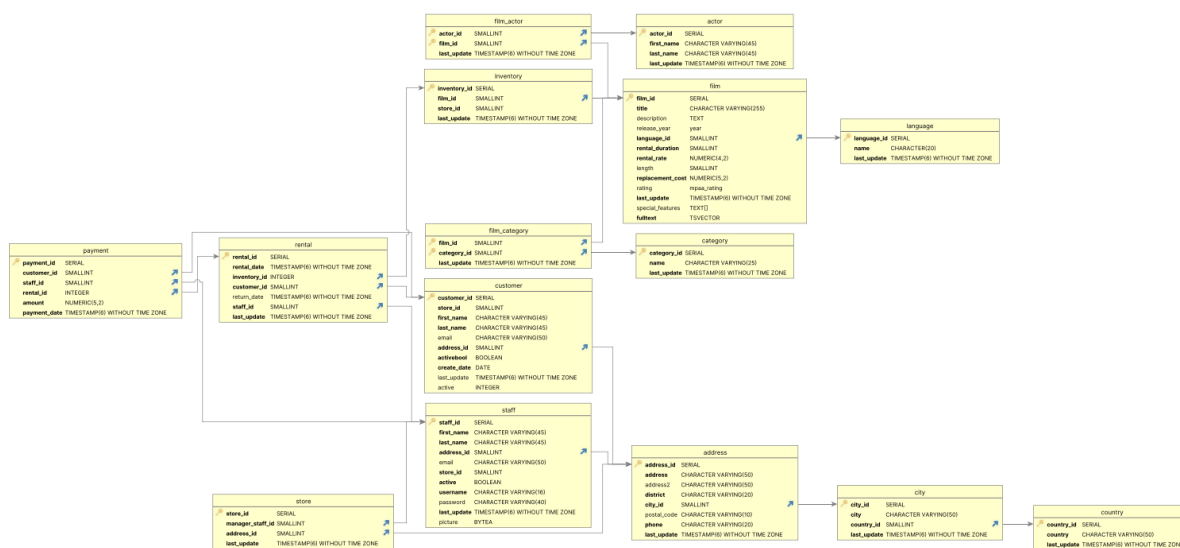 film_actor
actor_id SMALLINT
film_id SMALLINT
last_update TIMESTAMP(6) WITHOUT TIME ZONE
actor
actor_id SERIAL
first_name CHARACTER VARYING(45)
last_name CHARACTER VARYING(45)
last_update TIMESTAMP(6) WITHOUT TIME ZONE
inventory
inventory_id SERIAL
film_id SMALLINT
store_id SMALLINT
last_update TIMESTAMP(6) WITHOUT TIME ZONE
film
film_id SERIAL
title CHARACTER VARYING(255)
description TEXT
release_year year
language_id SMALLINT
rental_duration SMALLINT
rental_rate NUMERIC(4,2)
length SMALLINT
replacement_cost NUMERIC(5,2)
rating mpaa_rating
last_update TIMESTAMP(6) WITHOUT TIME ZONE
special_features TEXT[]
fulltext TSVECTOR
language
language_id SERIAL
name CHARACTER(20)
last_update TIMESTAMP(6) WITHOUT TIME ZONE
film_category
film_id SMALLINT
category_id SMALLINT
last_update TIMESTAMP(6) WITHOUT TIME ZONE
category
category_id SERIAL
name CHARACTER VARYING(25)
last_update TIMESTAMP(6) WITHOUT TIME ZONE
payment
payment_id SERIAL
customer_id SMALLINT
staff_id SMALLINT
rental_id INTEGER
amount NUMERIC(5,2)
payment_date TIMESTAMP(6) WITHOUT TIME ZONE
rental
rental_id SERIAL
rental_date TIMESTAMP(6) WITHOUT TIME ZONE
inventory_id INTEGER
customer_id SMALLINT
return_date TIMESTAMP(6) WITHOUT TIME ZONE
staff_id SMALLINT
last_update TIMESTAMP(6) WITHOUT TIME ZONE
customer
customer_id SERIAL
store_id SMALLINT
first_name CHARACTER VARYING(45)
last_name CHARACTER VARYING(45)
email CHARACTER VARYING(50)
address_id SMALLINT
activebool BOOLEAN
create_date DATE
last_update TIMESTAMP(6) WITHOUT TIME ZONE
active INTEGER
staff
staff_id SERIAL
first_name CHARACTER VARYING(45)
last_name CHARACTER VARYING(45)
address_id SMALLINT
email CHARACTER VARYING(50)
store_id SMALLINT
active BOOLEAN
username CHARACTER VARYING(16)
password CHARACTER VARYING(40)
last_update TIMESTAMP(6) WITHOUT TIME ZONE
picture BYTEA
store
store_id SERIAL
manager_staff_id SMALLINT
address_id SMALLINT
last_update TIMESTAMP(6) WITHOUT TIME ZONE
address
address_id SERIAL
address CHARACTER VARYING(50)
address2 CHARACTER VARYING(50)
district CHARACTER VARYING(20)
city_id SMALLINT
postal_code CHARACTER VARYING(10)
phone CHARACTER VARYING(20)
last_update TIMESTAMP(6) WITHOUT TIME ZONE
city
city_id SERIAL
city CHARACTER VARYING(50)
country_id SMALLINT
last_update TIMESTAMP(6) WITHOUT TIME ZONE
country
country_id SERIAL
country CHARACTER VARYING(50)
last_update TIMESTAMP(6) WITHOUT TIME ZONE